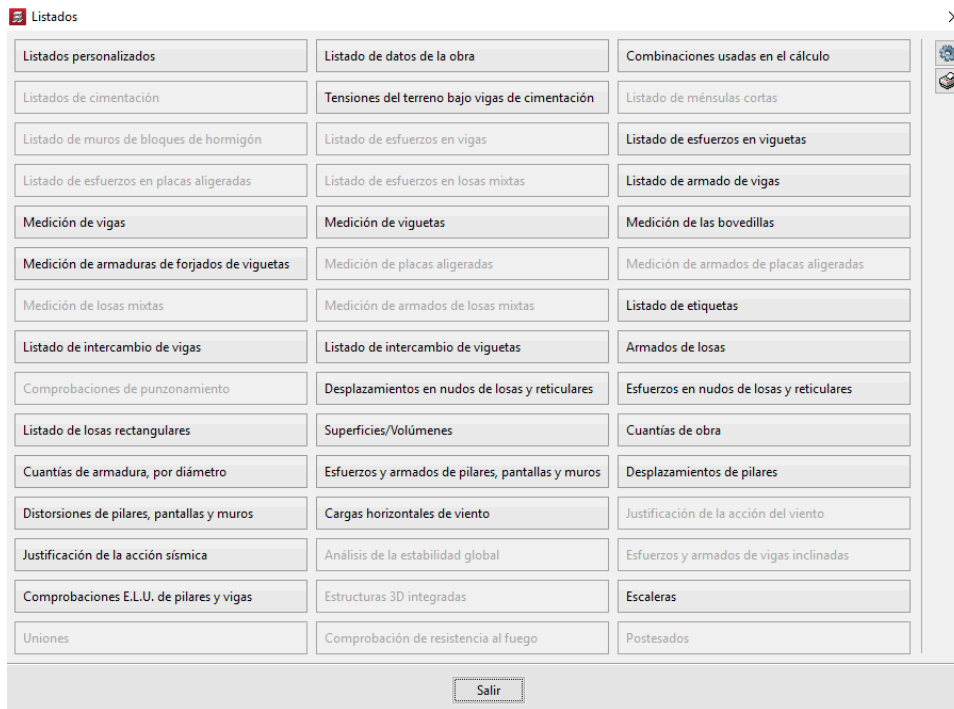 Listados
Listados personalizados
Listado de datos de la obra
Combinaciones usadas en el cálculo
Listados de cimentación
Tensiones del terreno bajo vigas de cimentación
Listado de ménsulas cortas
Listado de muros de bloques de hormigón
Listado de esfuerzos en vigas
Listado de esfuerzos en viguetas
Listado de esfuerzos en placas aligeradas
Listado de esfuerzos en losas mixtas
Listado de armado de vigas
Medición de vigas
Medición de viguetas
Medición de las bovedillas
Medición de armaduras de forjados de viguetas
Medición de placas aligeradas
Medición de armados de placas aligeradas
Medición de losas mixtas
Medición de armados de losas mixtas
Listado de etiquetas
Listado de intercambio de vigas
Listado de intercambio de viguetas
Armados de losas
Comprobaciones de punzonamiento
Desplazamientos en nudos de losas y reticulares
Esfuerzos en nudos de losas y reticulares
Listado de losas rectangulares
Superficies/Volúmenes
Cuantías de obra
Cuantías de armadura, por diámetro
Esfuerzos y armados de pilares, pantallas y muros
Desplazamientos de pilares
Distorsiones de pilares, pantallas y muros
Cargas horizontales de viento
Justificación de la acción del viento
Justificación de la acción sísmica
Análisis de la estabilidad global
Esfuerzos y armados de vigas inclinadas
Comprobaciones E.L.U. de pilares y vigas
Estructuras 3D integradas
Escaleras
Uniones
Comprobación de resistencia al fuego
Postesados
Salir